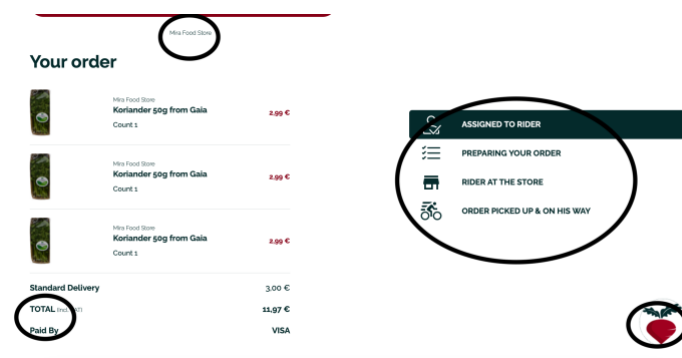 Mira Food Store
Your order
Mira Food Store
Koriander 50g from Gaia
2,99 €
Count 1
Mira Food Store
Koriander 50g from Gaia
2,99 €
Count 1
Mira Food Store
Koriander 50g from Gaia
2,99 €
Count 1
Standard Delivery 3,00 €
TOTAL (incl. VAT) 11,97 €
Paid By VISA
ASSIGNED TO RIDER
PREPARING YOUR ORDER
RIDER AT THE STORE
ORDER PICKED UP & ON HIS WAY